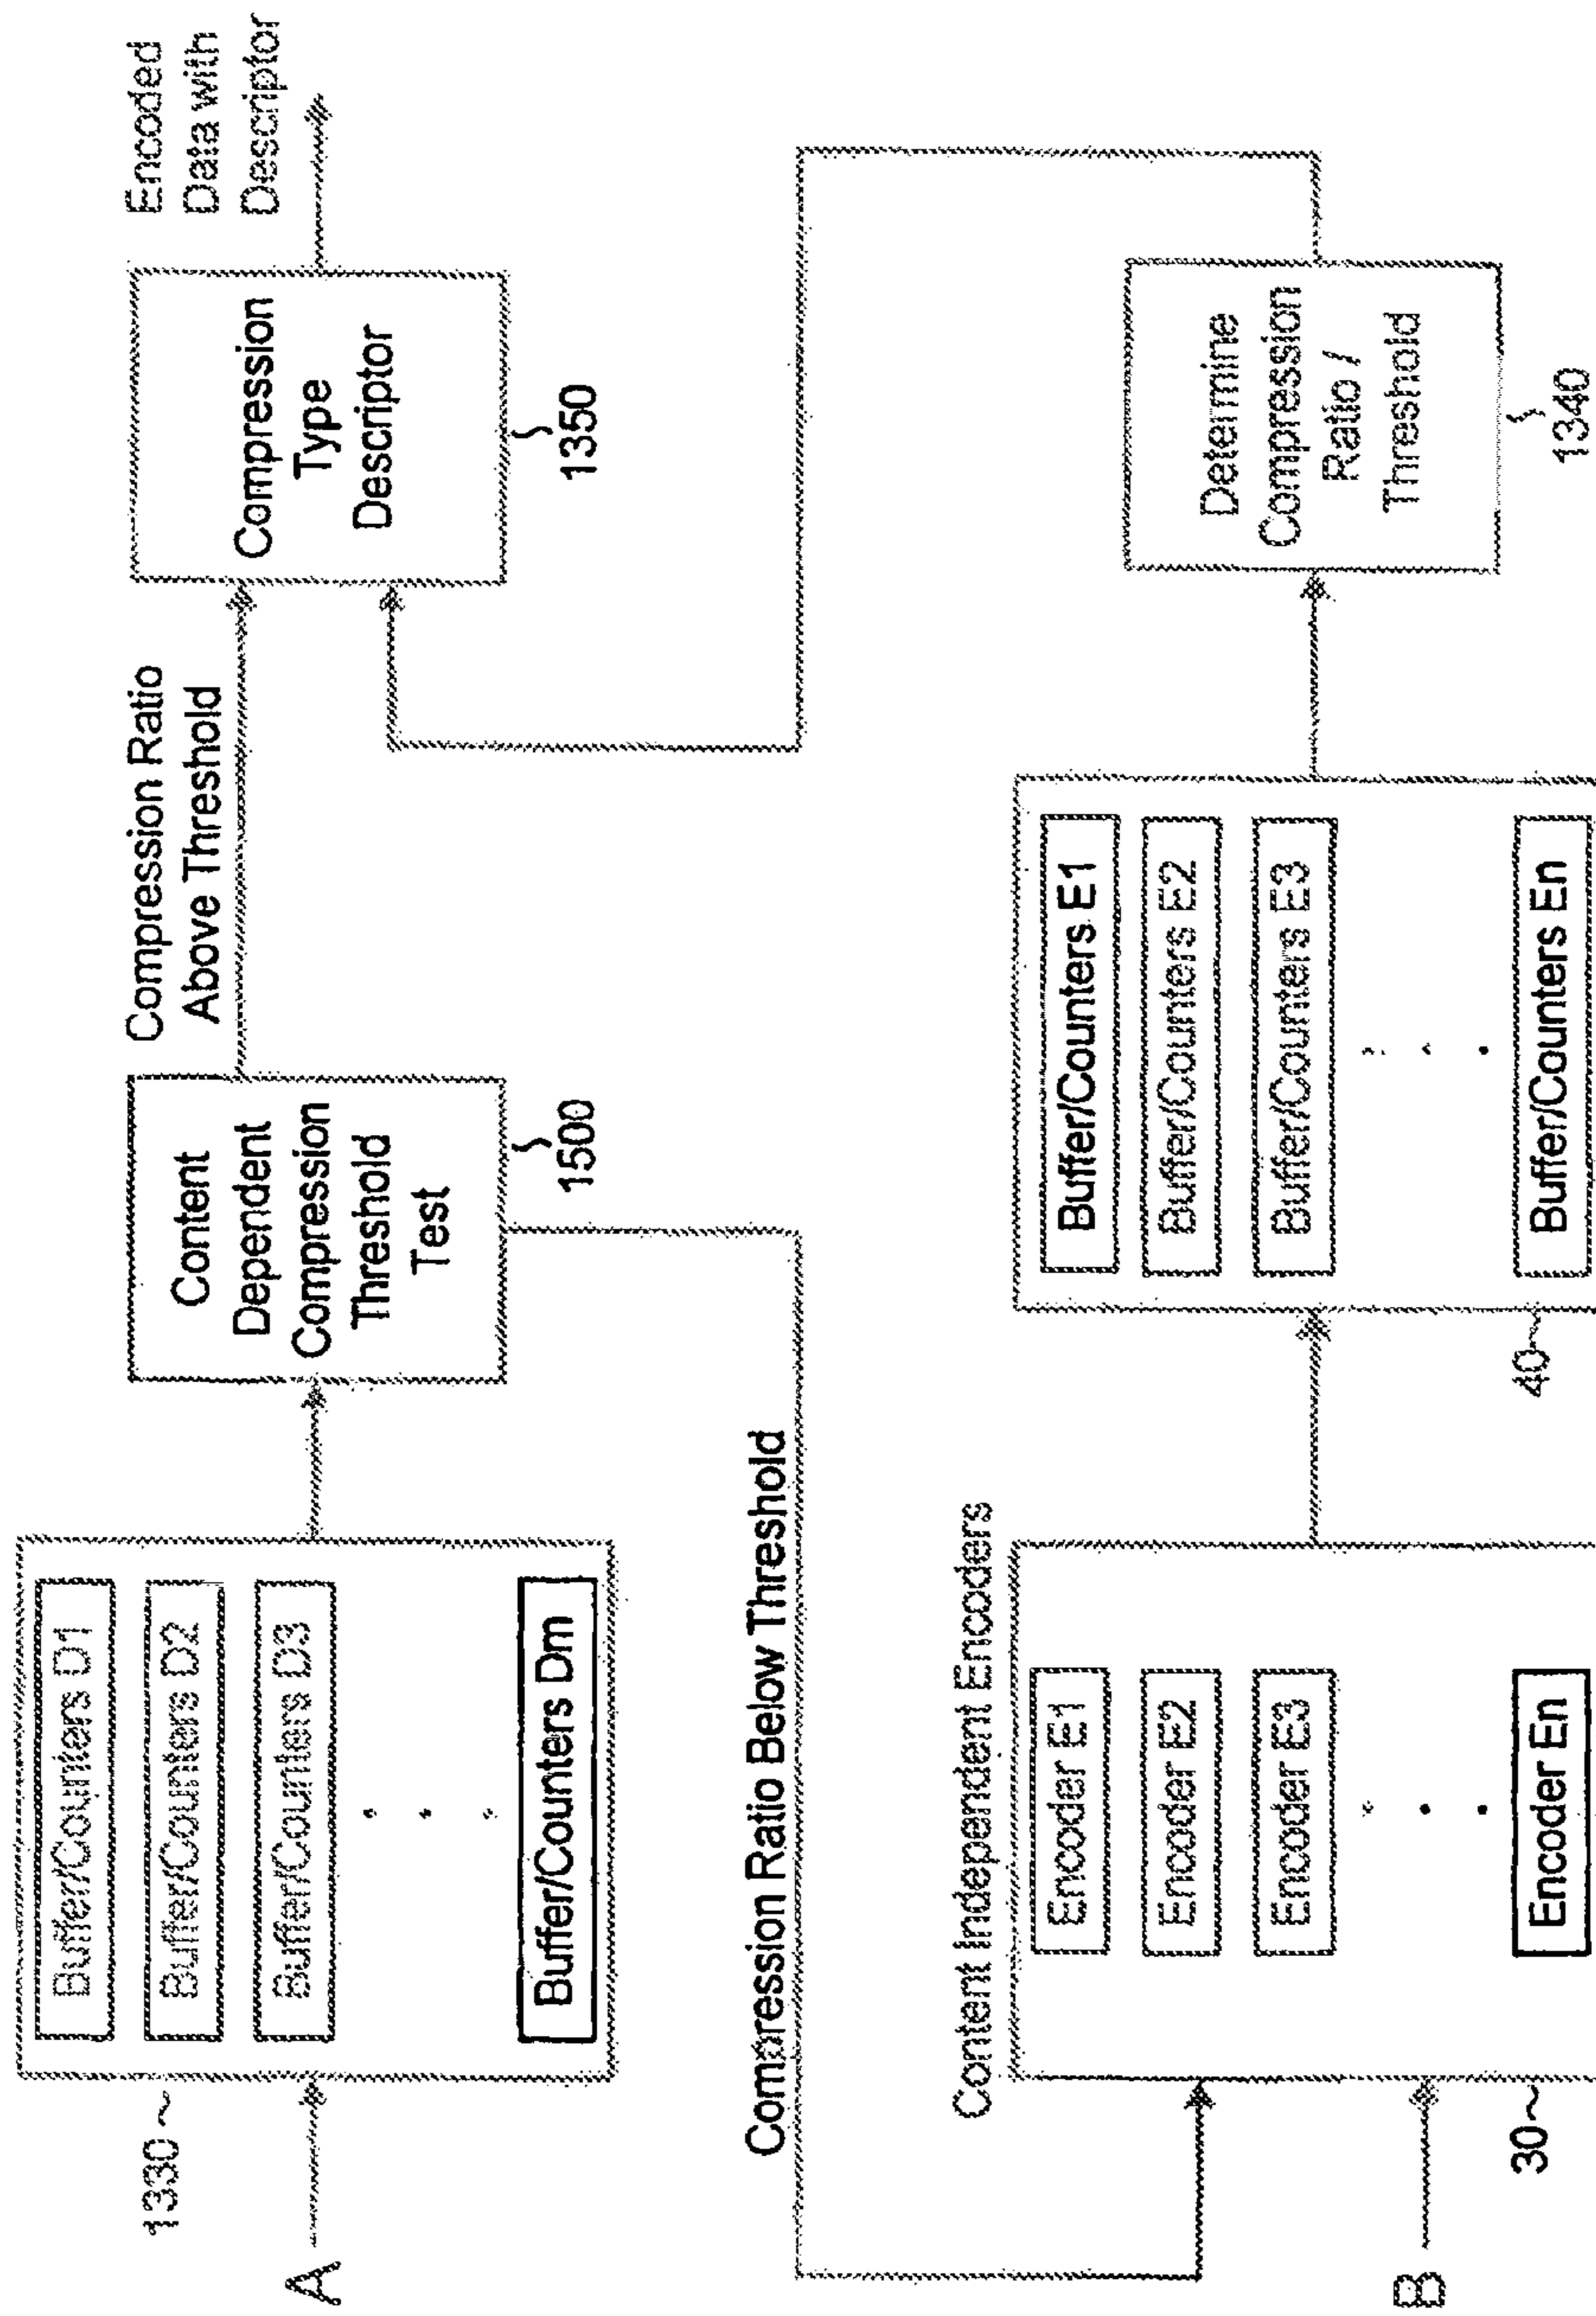 A
1330
Buffer/Counters D1
Buffer/Counters D2
Buffer/Counters D3
Buffer/Counters Dm
Content
Dependent
Compression
Threshold
Test
1500
Compression Ratio
Above Threshold
Compression
Type
Descriptor
1350
Encoded
Data with
Descriptor
Compression Ratio Below Threshold
B
30
Content Independent Encoders
Encoder E1
Encoder E2
Encoder E3
Encoder En
40
Buffer/Counters E1
Buffer/Counters E2
Buffer/Counters E3
Buffer/Counters En
Determine
Compression
Ratio /
Threshold
1340